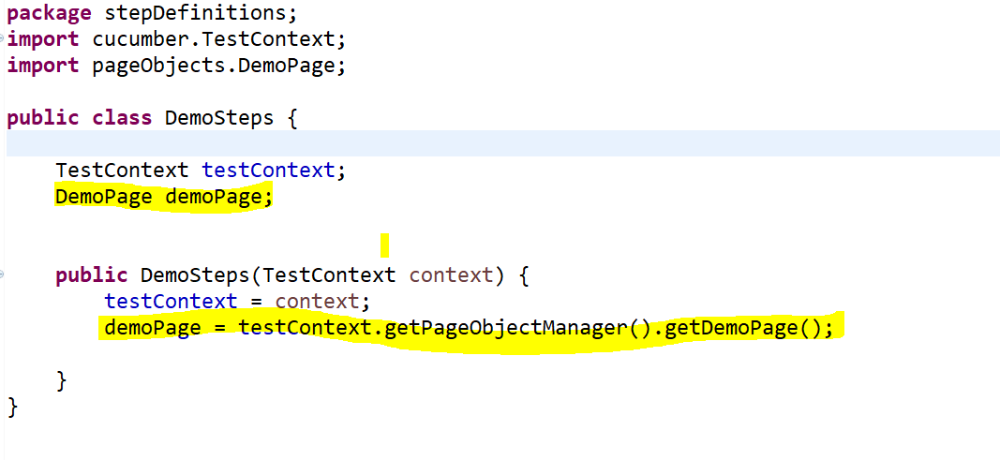 package stepDefinitions;
import cucumber.TestContext;
import pageObjects.DemoPage;
public class DemoSteps {
TestContext testContext;
DemoPage demoPage;
public DemoSteps(TestContext context) {
testContext = context;
demoPage = testContext.getPageObjectManager().getDemoPage();
}
}